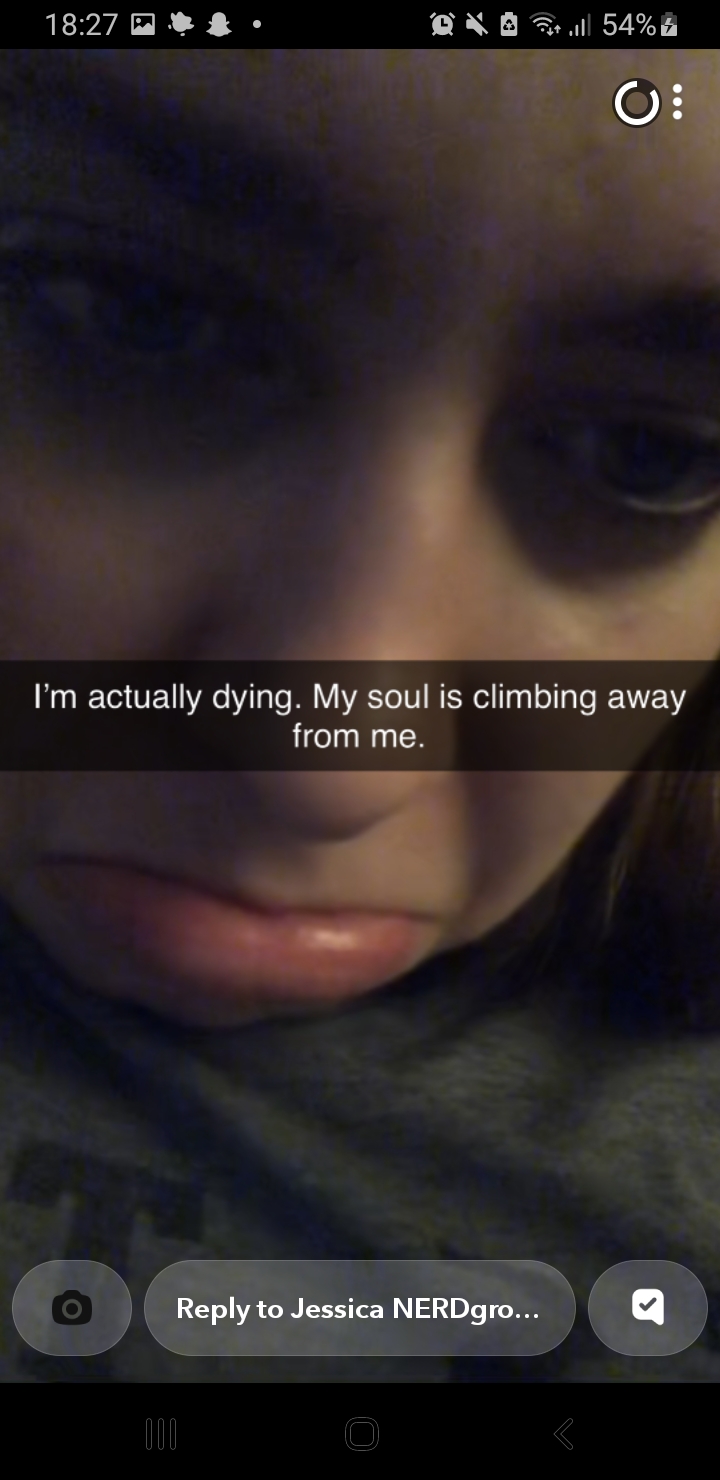 18:27 54%
I'm actually dying. My soul is climbing away
from me.
Reply to Jessica NERDgro...